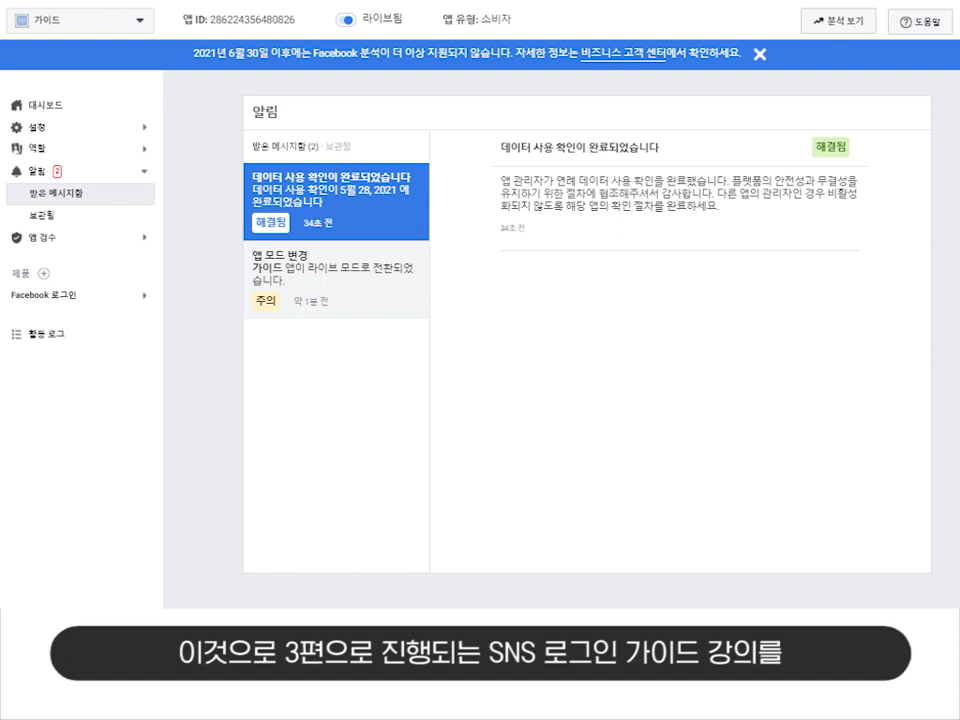 가이드
앱 ID: 286224356480826
라이브됨
앱 유형: 소비자
분석 보기
도움말
2021년 6월 30일 이후에는 Facebook 분석이 더 이상 지원되지 않습니다. 자세한 정보는 비즈니스 고객 센터에서 확인하세요.
대시보드
설정
역할
알림 2
받은 메시지함
보관됨
앱 검수
제품
Facebook 로그인
활동 로그
알림
받은 메시지함 (2) · 보관됨
데이터 사용 확인이 완료되었습니다
데이터 사용 확인이 5월 28, 2021 에
완료되었습니다
해결됨 34초 전
앱 모드 변경
가이드 앱이 라이브 모드로 전환되었
습니다.
주의 약 1분 전
데이터 사용 확인이 완료되었습니다
해결됨
앱 관리자가 연례 데이터 사용 확인을 완료했습니다. 플랫폼의 안전성과 무결성을
유지하기 위한 절차에 협조해주셔서 감사합니다. 다른 앱의 관리자인 경우 비활성
화되지 않도록 해당 앱의 확인 절차를 완료하세요.
34초 전
이것으로 3편으로 진행되는 SNS 로그인 가이드 강의를